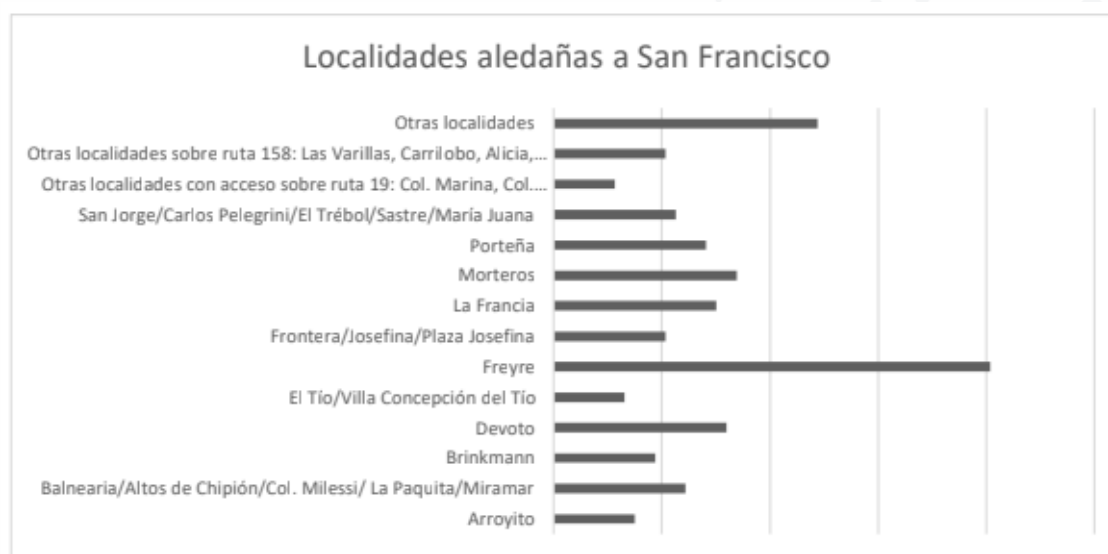 Localidades aledañas a San Francisco
Otras localidades
Otras localidades sobre ruta 158: Las Varillas, Carrilobo, Alicia,...
Otras localidades con acceso sobre ruta 19: Col. Marina, Col....
San Jorge/Carlos Pelegrini/El Trébol/Sastre/María Juana
Porteña
Morteros
La Francia
Frontera/Josefina/Plaza Josefina
Freyre
El Tío/Villa Concepción del Tío
Devoto
Brinkmann
Balnearia/Altos de Chipión/Col. Milessi/ La Paquita/Miramar
Arroyito